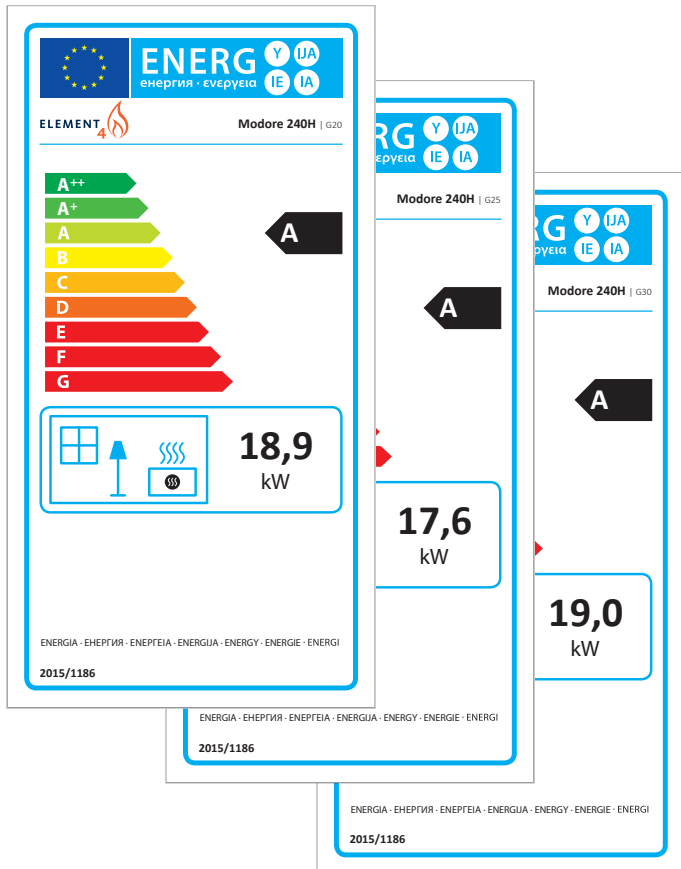 ENERG Y IJA
енергия · ενεργεια IE IA
ELEMENT4
Modore 240H | G20
A++
A+
A
A
B
C
D
E
F
G
18,9
kW
ENERGIA · ЕНЕРГИЯ · ΕΝΕΡΓΕΙΑ · ENERGIJA · ENERGY · ENERGIE · ENERGI
2015/1186
RG Y IJA
εργεια IE IA
Modore 240H | G25
A
17,6
kW
ENERGIA · ЕНЕРГИЯ · ΕΝΕΡΓΕΙΑ · ENERGIJA · ENERGY · ENERGIE · ENERGI
2015/1186
RG Y IJA
ργεια IE IA
Modore 240H | G30
A
19,0
kW
ENERGIA · ЕНЕРГИЯ · ΕΝΕΡΓΕΙΑ · ENERGIJA · ENERGY · ENERGIE · ENERGI
2015/1186